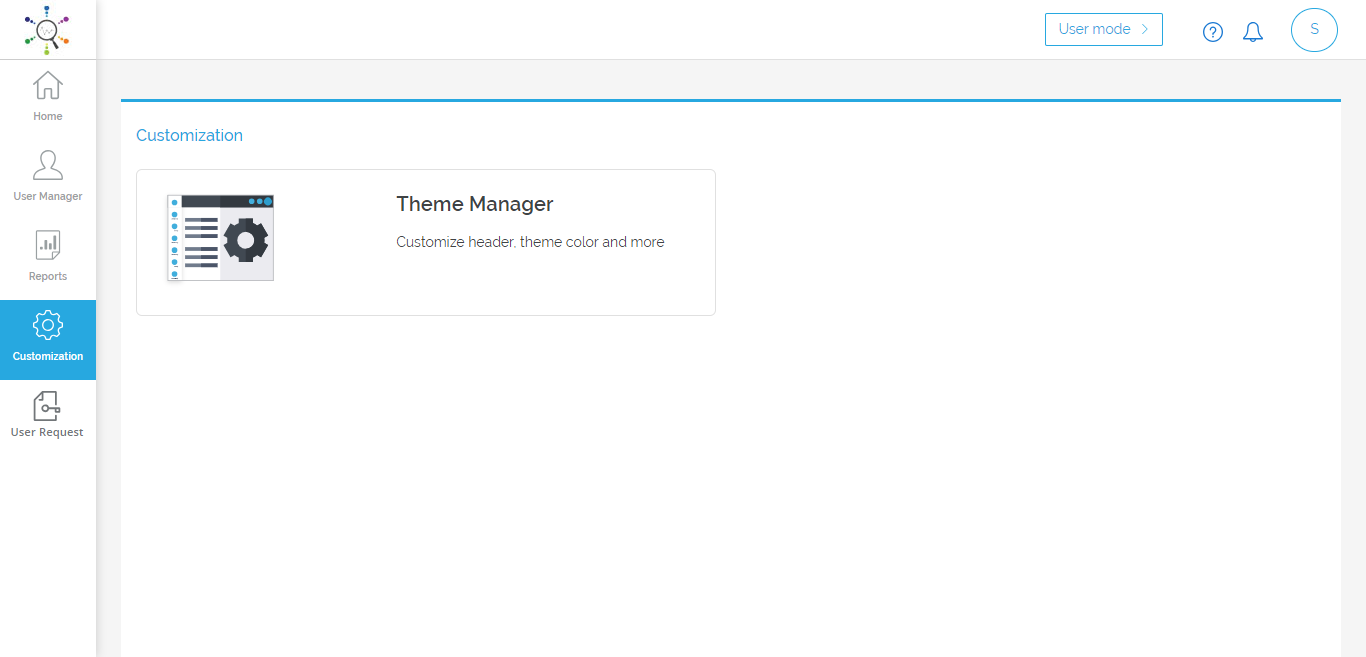 User mode
?
S
Home
User Manager
Reports
Customization
User Request
Customization
Theme Manager
Customize header, theme color and more